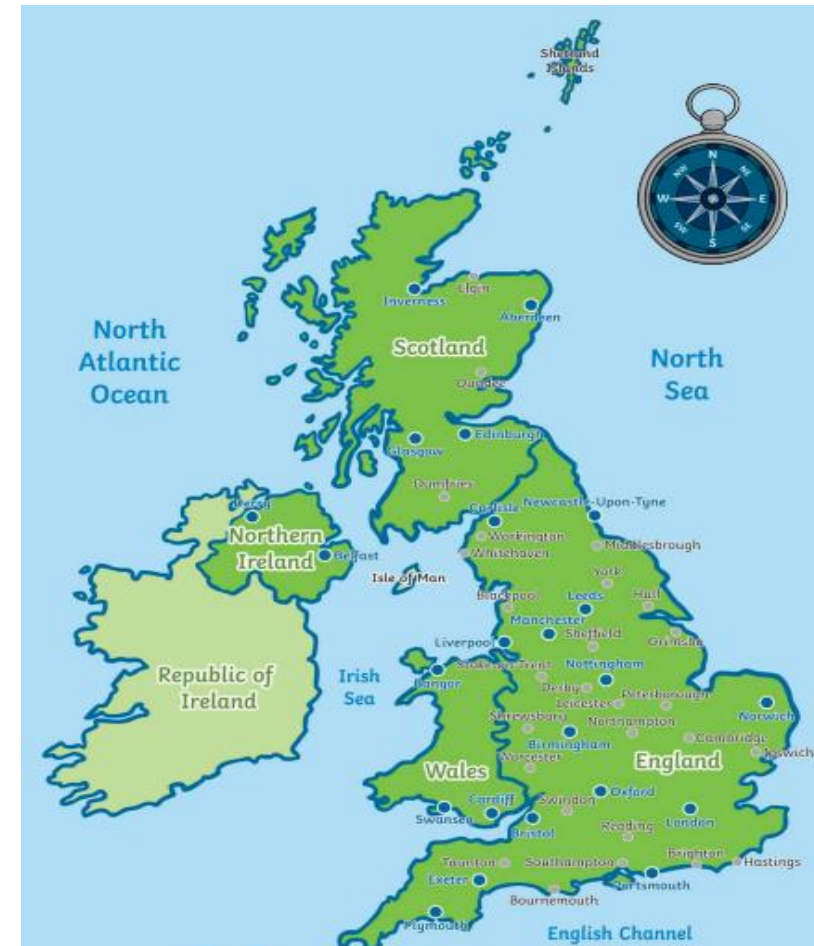 Shetland
Islands
N
NE
E
SE
S
SW
W
NW
Elgin
Inverness
Aberdeen
North
Atlantic
Ocean
Scotland
North
Sea
Dundee
Edinburgh
Glasgow
Dumfries
Derry
Carlisle
Newcastle-Upon-Tyne
Northern
Ireland
Workington
Middlesbrough
Belfast
Whitehaven
Isle of Man
York
Blackpool
Leeds
Hull
Manchester
Liverpool
Sheffield
Grimsby
Republic of
Ireland
Irish
Sea
Bangor
Stoke-on-Trent
Nottingham
Derby
Peterborough
Leicester
Norwich
Shrewsbury
Northampton
Birmingham
Cambridge
Ipswich
Worcester
England
Wales
Cardiff
Swansea
Swindon
Oxford
Bristol
London
Reading
Taunton
Southampton
Brighton
Hastings
Exeter
Portsmouth
Bournemouth
Plymouth
English Channel